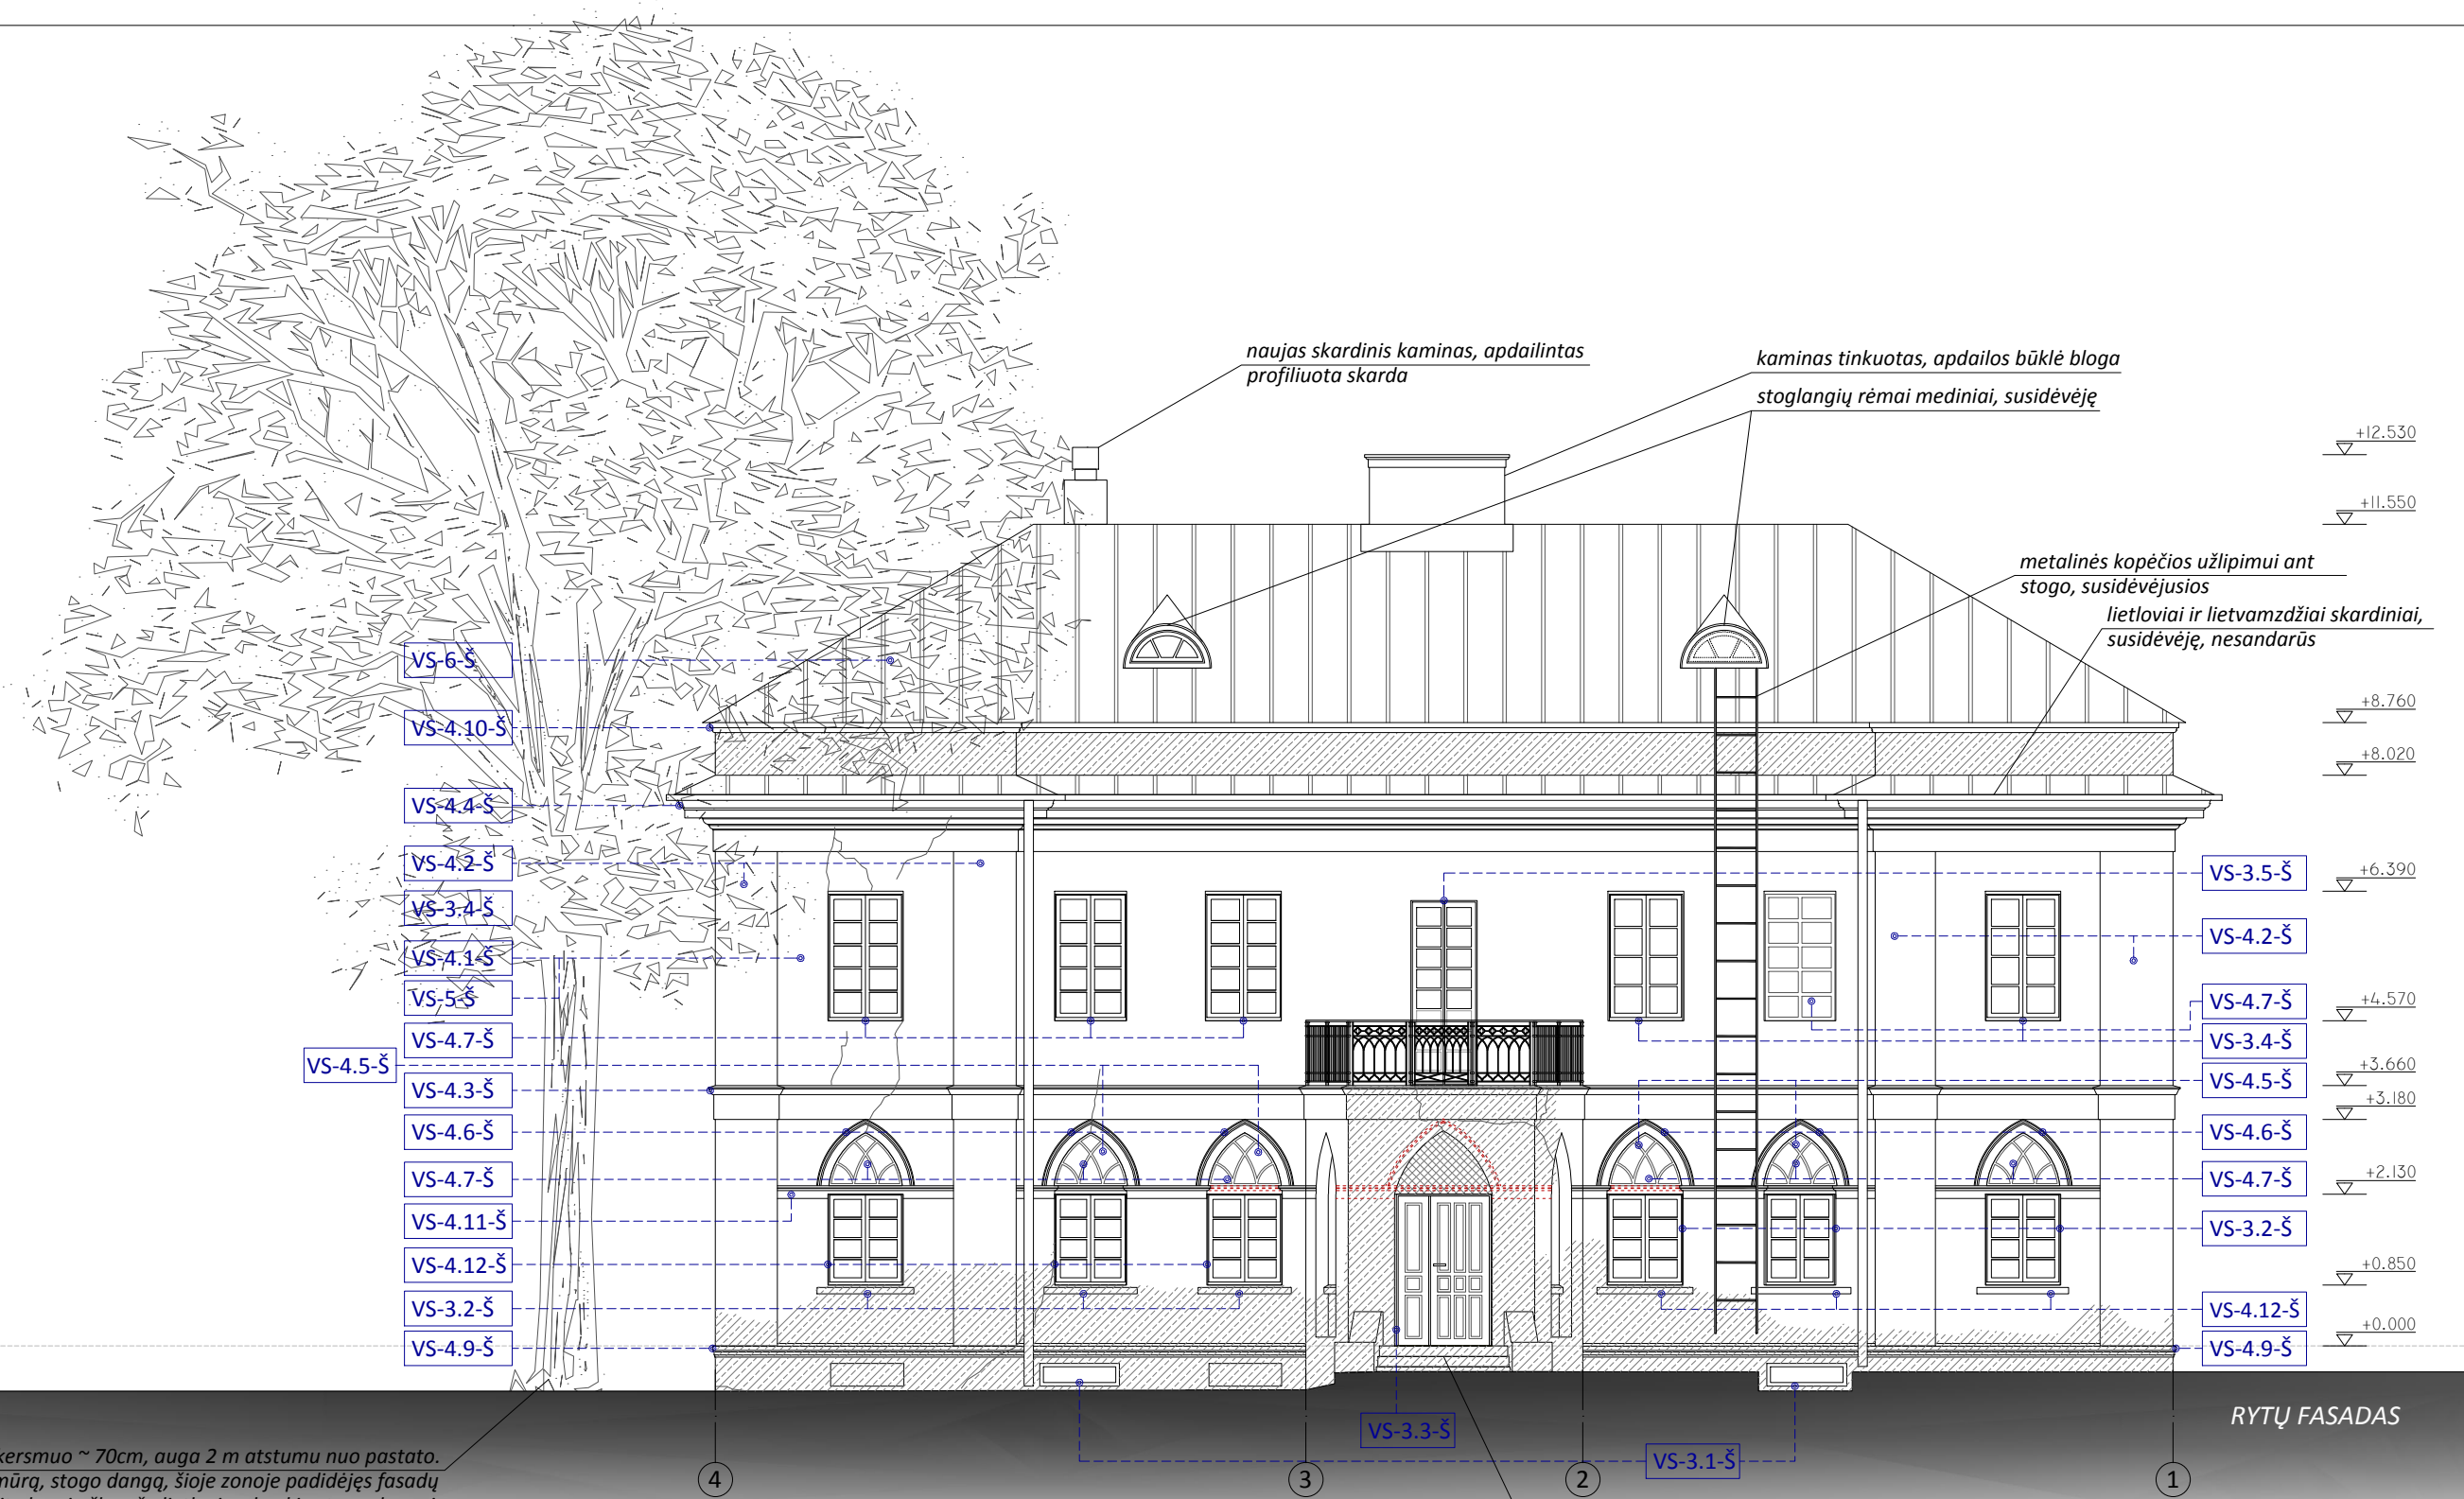 naujas skardinis kaminas, apdailintas
profiliuota skarda
kaminas tinkuotas, apdailos būklė bloga
stoglangių rėmai mediniai, susidėvėję
metalinės kopėčios užlipimui ant
stogo, susidėvėjusios
lietloviai ir lietvamzdžiai skardiniai,
susidėvėję, nesandarūs
+12.530
+11.550
+8.760
+8.020
+6.390
+4.570
+3.660
+3.180
+2.130
+0.850
+0.000
VS-6-Š
VS-4.10-Š
VS-4.4-Š
VS-4.2-Š
VS-3.4-Š
VS-4.1-Š
VS-5-Š
VS-4.7-Š
VS-4.5-Š
VS-4.3-Š
VS-4.6-Š
VS-4.7-Š
VS-4.11-Š
VS-4.12-Š
VS-3.2-Š
VS-4.9-Š
VS-3.5-Š
VS-4.2-Š
VS-4.7-Š
VS-3.4-Š
VS-4.5-Š
VS-4.6-Š
VS-4.7-Š
VS-3.2-Š
VS-4.12-Š
VS-4.9-Š
VS-3.3-Š
VS-3.1-Š
RYTŲ FASADAS
kersmuo ~ 70cm, auga 2 m atstumu nuo pastato.
mūrą, stogo dangą, šioje zonoje padidėjęs fasadų
4
3
2
1